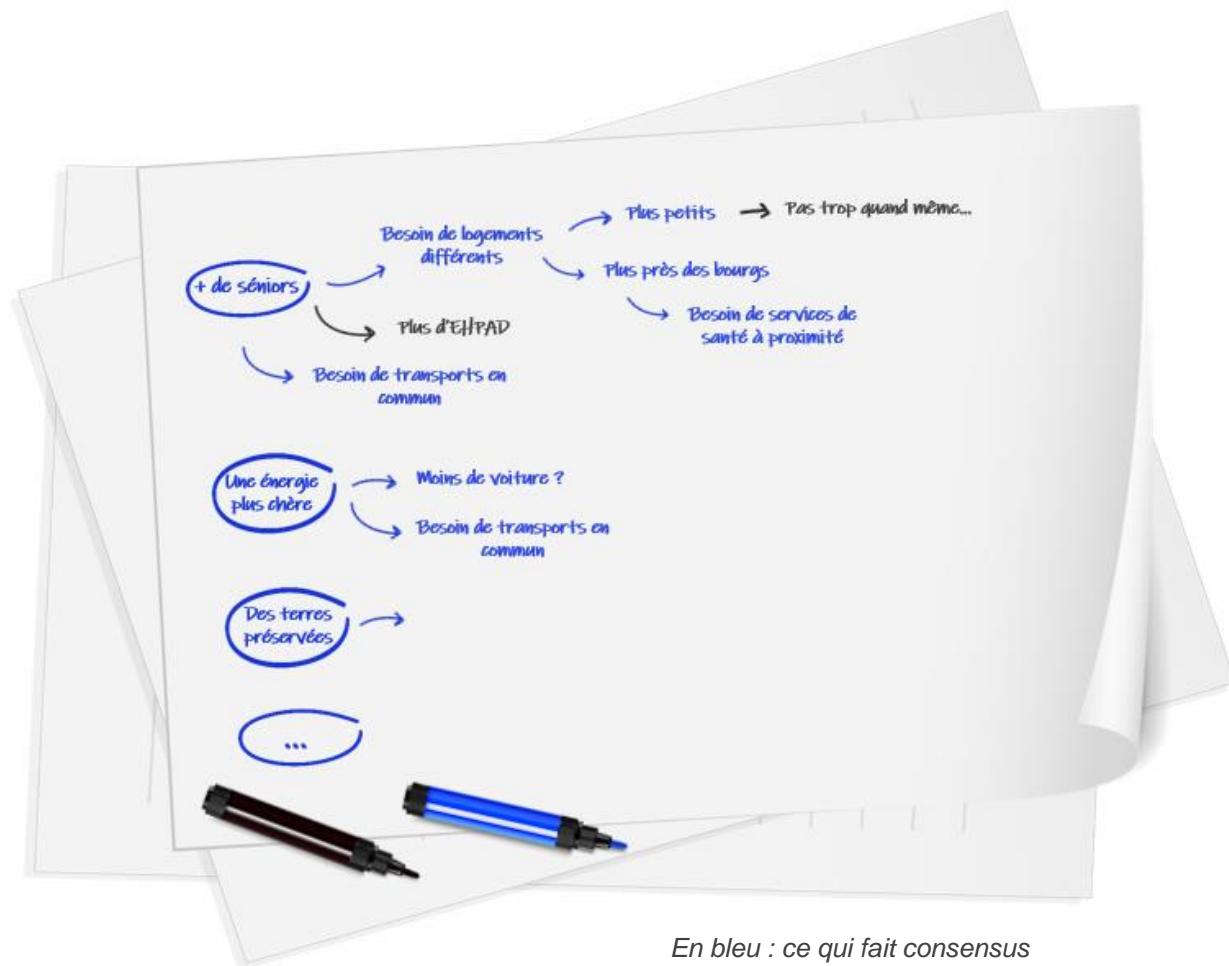 Plus petits
Pas trop quand même...
Besoin de logements
différents
+ de séniors
Plus près des bourgs
Besoin de services de
santé à proximité
Plus d'EHPAD
Besoin de transports en
commun
Une énergie
plus chère
Moins de voiture ?
Besoin de transports en
commun
Des terres
préservées
...
En bleu : ce qui fait consensus